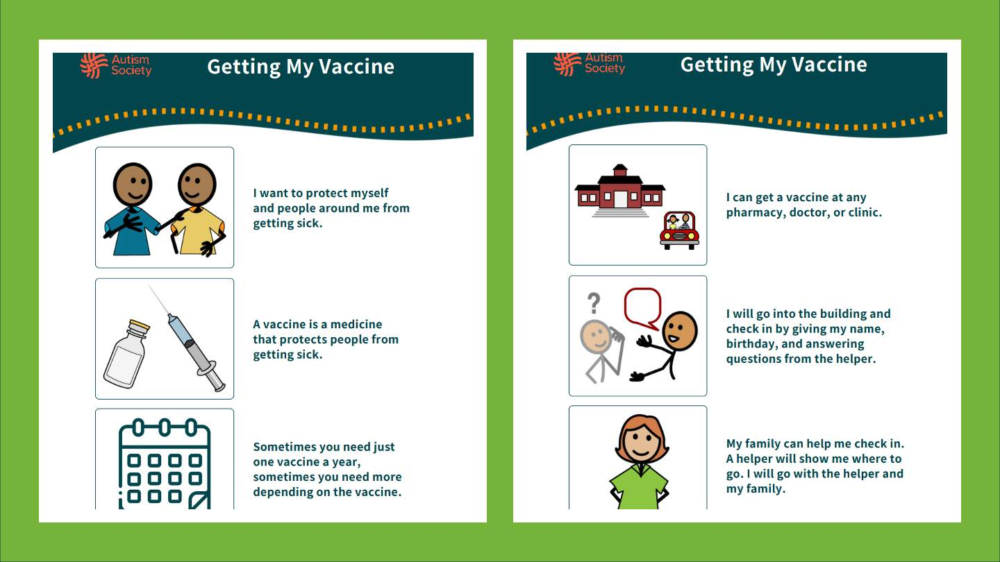 Autism
Society
Getting My Vaccine
I want to protect myself
and people around me from
getting sick.
A vaccine is a medicine
that protects people from
getting sick.
Sometimes you need just
one vaccine a year,
sometimes you need more
depending on the vaccine.
Autism
Society
Getting My Vaccine
I can get a vaccine at any
pharmacy, doctor, or clinic.
?
I will go into the building and
check in by giving my name,
birthday, and answering
questions from the helper.
My family can help me check in.
A helper will show me where to
go. I will go with the helper and
my family.